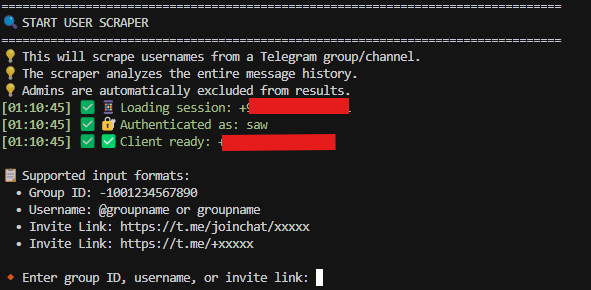 START USER SCRAPER
This will scrape usernames from a Telegram group/channel.
The scraper analyzes the entire message history.
Admins are automatically excluded from results.
[01:10:45] Loading session: +9
[01:10:45] Authenticated as: saw
[01:10:45] Client ready: +
Supported input formats:
• Group ID: -1001234567890
• Username: @groupname or groupname
• Invite Link: https://t.me/joinchat/xxxxx
• Invite Link: https://t.me/+xxxxx
Enter group ID, username, or invite link: